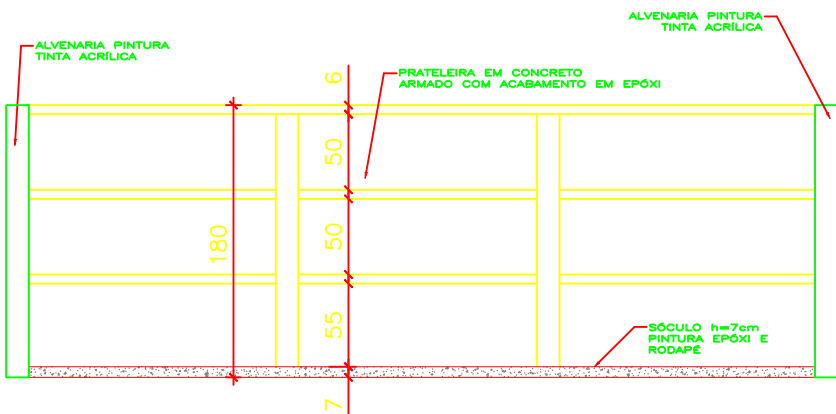 ALVENARIA PINTURA
TINTA ACRÍLICA
ALVENARIA PINTURA
TINTA ACRÍLICA
PRATELEIRA EM CONCRETO
ARMADO COM ACABAMENTO EM EPÓXI
6
50
180
50
55
SÓCULO h=7cm
PINTURA EPÓXI E
RODAPÉ
7